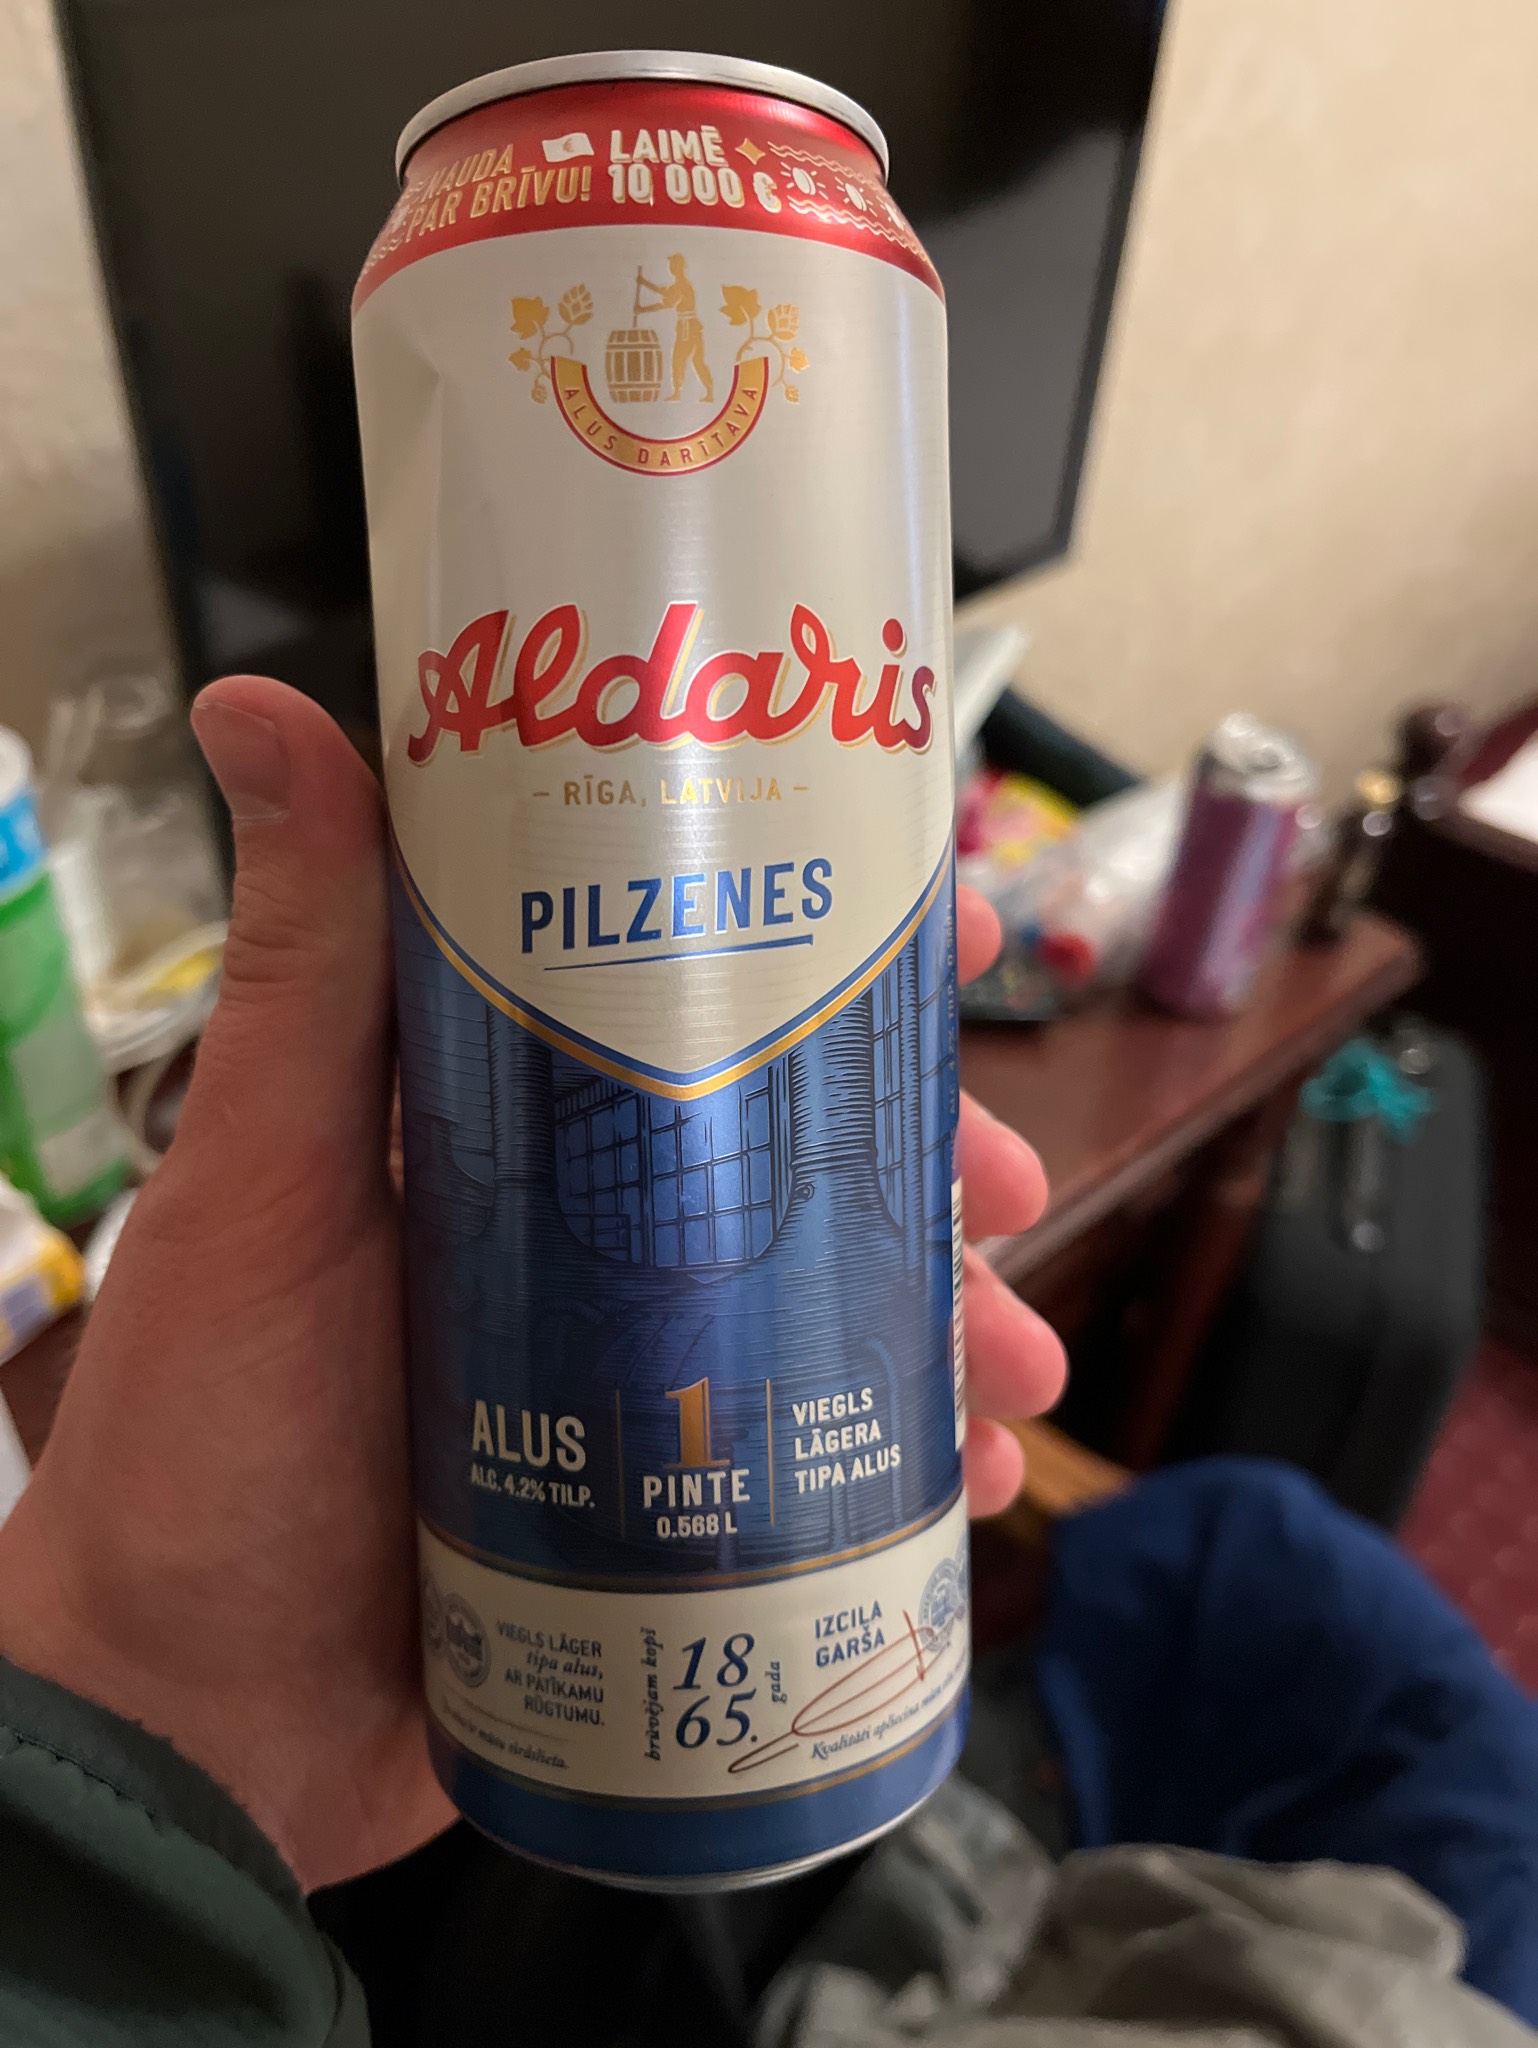 NAUDA
PAR BRĪVU!
LAIMĒ
10 000 €
ALUS DARĪTAVA
Aldaris
– RĪGA, LATVIJA –
PILZENES
ALUS
ALC. 4.2% TILP.
1
PINTE
0.568 L
VIEGLS
LĀGERA
TIPA ALUS
VIEGLS LĀGER
tipa alus,
AR PATĪKAMU
RŪGTUMU.
brūvējam kopš
18
65.
gada
IZCILA
GARŠA